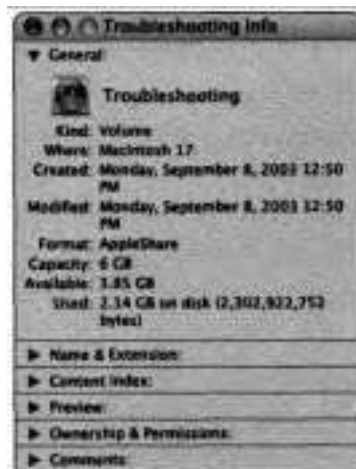 Troubleshooting Info
General:
Troubleshooting
Kind: Volume
Where: Macintosh 17
Created: Monday, September 8, 2003 12:50
PM
Modified: Monday, September 8, 2003 12:50
PM
Format: AppleShare
Capacity: 6 GB
Available: 3.85 GB
Used: 2.14 GB on disk (2,302,922,752
bytes)
Name & Extension:
Content Index:
Preview:
Ownership & Permissions:
Comments: